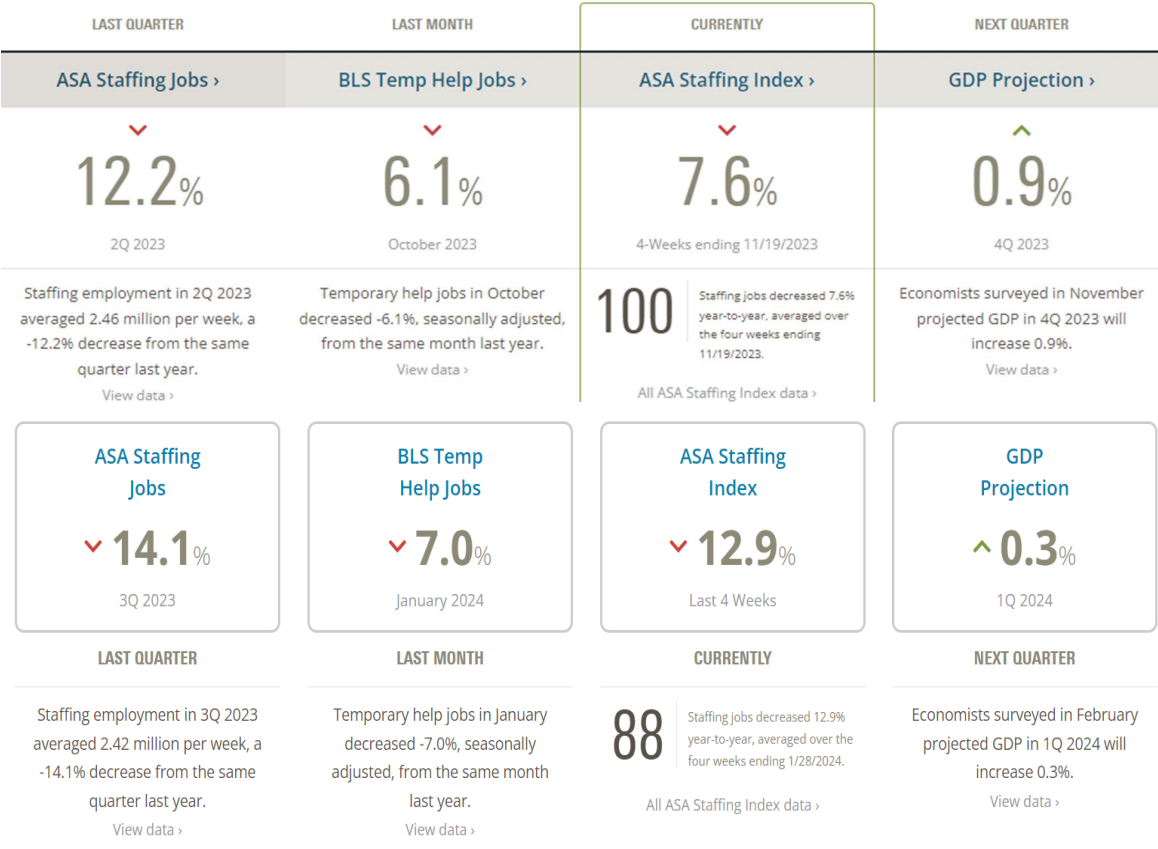 LAST QUARTER
LAST MONTH
CURRENTLY
NEXT QUARTER
ASA Staffing Jobs ›
BLS Temp Help Jobs ›
ASA Staffing Index ›
GDP Projection ›
12.2%
6.1%
7.6%
0.9%
2Q 2023
October 2023
4-Weeks ending 11/19/2023
4Q 2023
Staffing employment in 2Q 2023
averaged 2.46 million per week, a
-12.2% decrease from the same
quarter last year.
View data ›
Temporary help jobs in October
decreased -6.1%, seasonally adjusted,
from the same month last year.
View data ›
100
Staffing jobs decreased 7.6%
year-to-year, averaged over
the four weeks ending
11/19/2023.
All ASA Staffing Index data ›
Economists surveyed in November
projected GDP in 4Q 2023 will
increase 0.9%.
View data ›
ASA Staffing
Jobs
14.1%
3Q 2023
BLS Temp
Help Jobs
7.0%
January 2024
ASA Staffing
Index
12.9%
Last 4 Weeks
GDP
Projection
0.3%
1Q 2024
LAST QUARTER
LAST MONTH
CURRENTLY
NEXT QUARTER
Staffing employment in 3Q 2023
averaged 2.42 million per week, a
-14.1% decrease from the same
quarter last year.
View data ›
Temporary help jobs in January
decreased -7.0%, seasonally
adjusted, from the same month
last year.
View data ›
88
Staffing jobs decreased 12.9%
year-to-year, averaged over the
four weeks ending 1/28/2024.
All ASA Staffing Index data ›
Economists surveyed in February
projected GDP in 1Q 2024 will
increase 0.3%.
View data ›